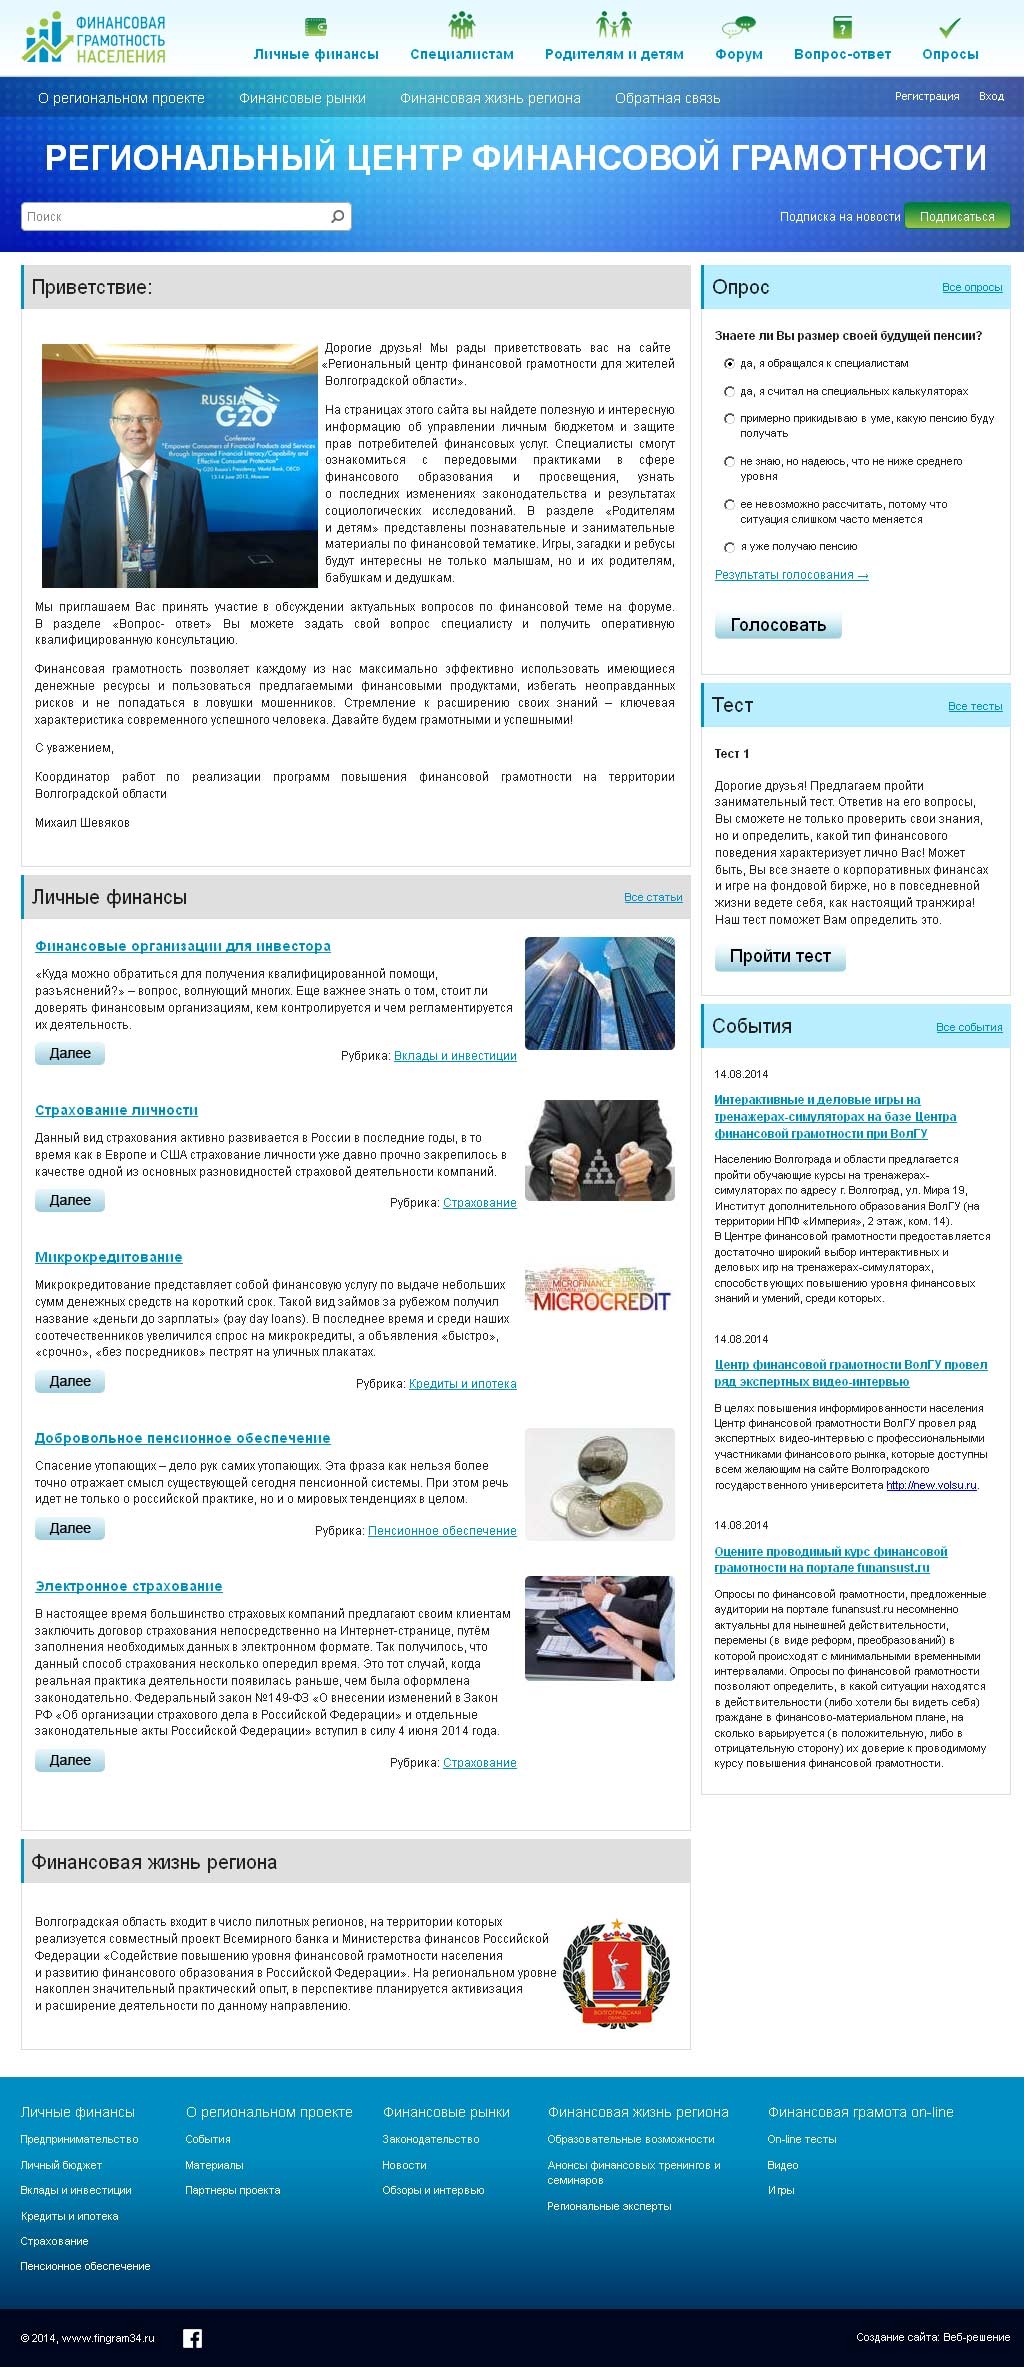 ФИНАНСОВАЯ
ГРАМОТНОСТЬ
НАСЕЛЕНИЯ
Личные финансы
Специалистам
Родителям и детям
Форум
Вопрос-ответ
Опросы
О региональном проекте
Финансовые рынки
Финансовая жизнь региона
Обратная связь
Регистрация
Вход
РЕГИОНАЛЬНЫЙ ЦЕНТР ФИНАНСОВОЙ ГРАМОТНОСТИ
Поиск
Подписка на новости
Подписаться
Приветствие:
RUSSIA
G20
Conference
"Empower Consumers of Financial Products and Services
through Improved Financial Literacy/Capability and
Effective Consumer Protection"
by G20 Russia's Presidency, World Bank, OECD
13-14 June 2013, Moscow
Дорогие друзья! Мы рады приветствовать вас на сайте
«Региональный центр финансовой грамотности для жителей
Волгоградской области».
На страницах этого сайта вы найдете полезную и интересную
информацию об управлении личным бюджетом и защите
прав потребителей финансовых услуг. Специалисты смогут
ознакомиться с передовыми практиками в сфере
финансового образования и просвещения, узнать
о последних изменениях законодательства и результатах
социологических исследований. В разделе «Родителям
и детям» представлены познавательные и занимательные
материалы по финансовой тематике. Игры, загадки и ребусы
будут интересны не только малышам, но и их родителям,
бабушкам и дедушкам.
Мы приглашаем Вас принять участие в обсуждении актуальных вопросов по финансовой теме на форуме.
В разделе «Вопрос- ответ» Вы можете задать свой вопрос специалисту и получить оперативную
квалифицированную консультацию.
Финансовая грамотность позволяет каждому из нас максимально эффективно использовать имеющиеся
денежные ресурсы и пользоваться предлагаемыми финансовыми продуктами, избегать неоправданных
рисков и не попадаться в ловушки мошенников. Стремление к расширению своих знаний – ключевая
характеристика современного успешного человека. Давайте будем грамотными и успешными!
С уважением,
Координатор работ по реализации программ повышения финансовой грамотности на территории
Волгоградской области
Михаил Шевяков
Личные финансы
Все статьи
Финансовые организации для инвестора
«Куда можно обратиться для получения квалифицированной помощи,
разъяснений?» – вопрос, волнующий многих. Еще важнее знать о том, стоит ли
доверять финансовым организациям, кем контролируется и чем регламентируется
их деятельность.
Далее
Рубрика: Вклады и инвестиции
Страхование личности
Данный вид страхования активно развивается в России в последние годы, в то
время как в Европе и США страхование личности уже давно прочно закрепилось в
качестве одной из основных разновидностей страховой деятельности компаний.
Далее
Рубрика: Страхование
Микрокредитование
Микрокредитование представляет собой финансовую услугу по выдаче небольших
сумм денежных средств на короткий срок. Такой вид займов за рубежом получил
название «деньги до зарплаты» (pay day loans). В последнее время и среди наших
соотечественников увеличился спрос на микрокредиты, а объявления «быстро»,
«срочно», «без посредников» пестрят на уличных плакатах.
MICROFINANCE
MICROCREDIT
Далее
Рубрика: Кредиты и ипотека
Добровольное пенсионное обеспечение
Спасение утопающих – дело рук самих утопающих. Эта фраза как нельзя более
точно отражает смысл существующей сегодня пенсионной системы. При этом речь
идет не только о российской практике, но и о мировых тенденциях в целом.
Далее
Рубрика: Пенсионное обеспечение
Электронное страхование
В настоящее время большинство страховых компаний предлагают своим клиентам
заключить договор страхования непосредственно на Интернет-странице, путём
заполнения необходимых данных в электронном формате. Так получилось, что
данный способ страхования несколько опередил время. Это тот случай, когда
реальная практика деятельности появилась раньше, чем была оформлена
законодательно. Федеральный закон №149-ФЗ «О внесении изменений в Закон
РФ «Об организации страхового дела в Российской Федерации» и отдельные
законодательные акты Российской Федерации» вступил в силу 4 июня 2014 года.
Далее
Рубрика: Страхование
Финансовая жизнь региона
Волгоградская область входит в число пилотных регионов, на территории которых
реализуется совместный проект Всемирного банка и Министерства финансов Российской
Федерации «Содействие повышению уровня финансовой грамотности населения
и развитию финансового образования в Российской Федерации». На региональном уровне
накоплен значительный практический опыт, в перспективе планируется активизация
и расширение деятельности по данному направлению.
ВОЛГОГРАДСКАЯ
ОБЛАСТЬ
Опрос
Все опросы
Знаете ли Вы размер своей будущей пенсии?
да, я обращался к специалистам
да, я считал на специальных калькуляторах
примерно прикидываю в уме, какую пенсию буду
получать
не знаю, но надеюсь, что не ниже среднего
уровня
ее невозможно рассчитать, потому что
ситуация слишком часто меняется
я уже получаю пенсию
Результаты голосования →
Голосовать
Тест
Все тесты
Тест 1
Дорогие друзья! Предлагаем пройти
занимательный тест. Ответив на его вопросы,
Вы сможете не только проверить свои знания,
но и определить, какой тип финансового
поведения характеризует лично Вас! Может
быть, Вы все знаете о корпоративных финансах
и игре на фондовой бирже, но в повседневной
жизни ведете себя, как настоящий транжира!
Наш тест поможет Вам определить это.
Пройти тест
События
Все события
14.08.2014
Интерактивные и деловые игры на
тренажерах-симуляторах на базе Центра
финансовой грамотности при ВолГУ
Населению Волгограда и области предлагается
пройти обучающие курсы на тренажерах-
симуляторах по адресу г. Волгоград, ул. Мира 19,
Институт дополнительного образования ВолГУ (на
территории НПФ «Империя», 2 этаж, ком. 14).
В Центре финансовой грамотности предоставляется
достаточно широкий выбор интерактивных и
деловых игр на тренажерах-симуляторах,
способствующих повышению уровня финансовых
знаний и умений, среди которых.
14.08.2014
Центр финансовой грамотности ВолГУ провел
ряд экспертных видео-интервью
В целях повышения информированности населения
Центр финансовой грамотности ВолГУ провел ряд
экспертных видео-интервью с профессиональными
участниками финансового рынка, которые доступны
всем желающим на сайте Волгоградского
государственного университета http://new.volsu.ru.
14.08.2014
Оцените проводимый курс финансовой
грамотности на портале funansust.ru
Опросы по финансовой грамотности, предложенные
аудитории на портале funansust.ru несомненно
актуальны для нынешней действительности,
перемены (в виде реформ, преобразований) в
которой происходят с минимальными временными
интервалами. Опросы по финансовой грамотности
позволяют определить, в какой ситуации находятся
в действительности (либо хотели бы видеть себя)
граждане в финансово-материальном плане, на
сколько варьируется (в положительную, либо в
отрицательную сторону) их доверие к проводимому
курсу повышения финансовой грамотности.
Личные финансы
Предпринимательство
Личный бюджет
Вклады и инвестиции
Кредиты и ипотека
Страхование
Пенсионное обеспечение
О региональном проекте
События
Материалы
Партнеры проекта
Финансовые рынки
Законодательство
Новости
Обзоры и интервью
Финансовая жизнь региона
Образовательные возможности
Анонсы финансовых тренингов и
семинаров
Региональные эксперты
Финансовая грамота on-line
On-line тесты
Видео
Игры
© 2014, www.fingram34.ru
Создание сайта: Веб-решение